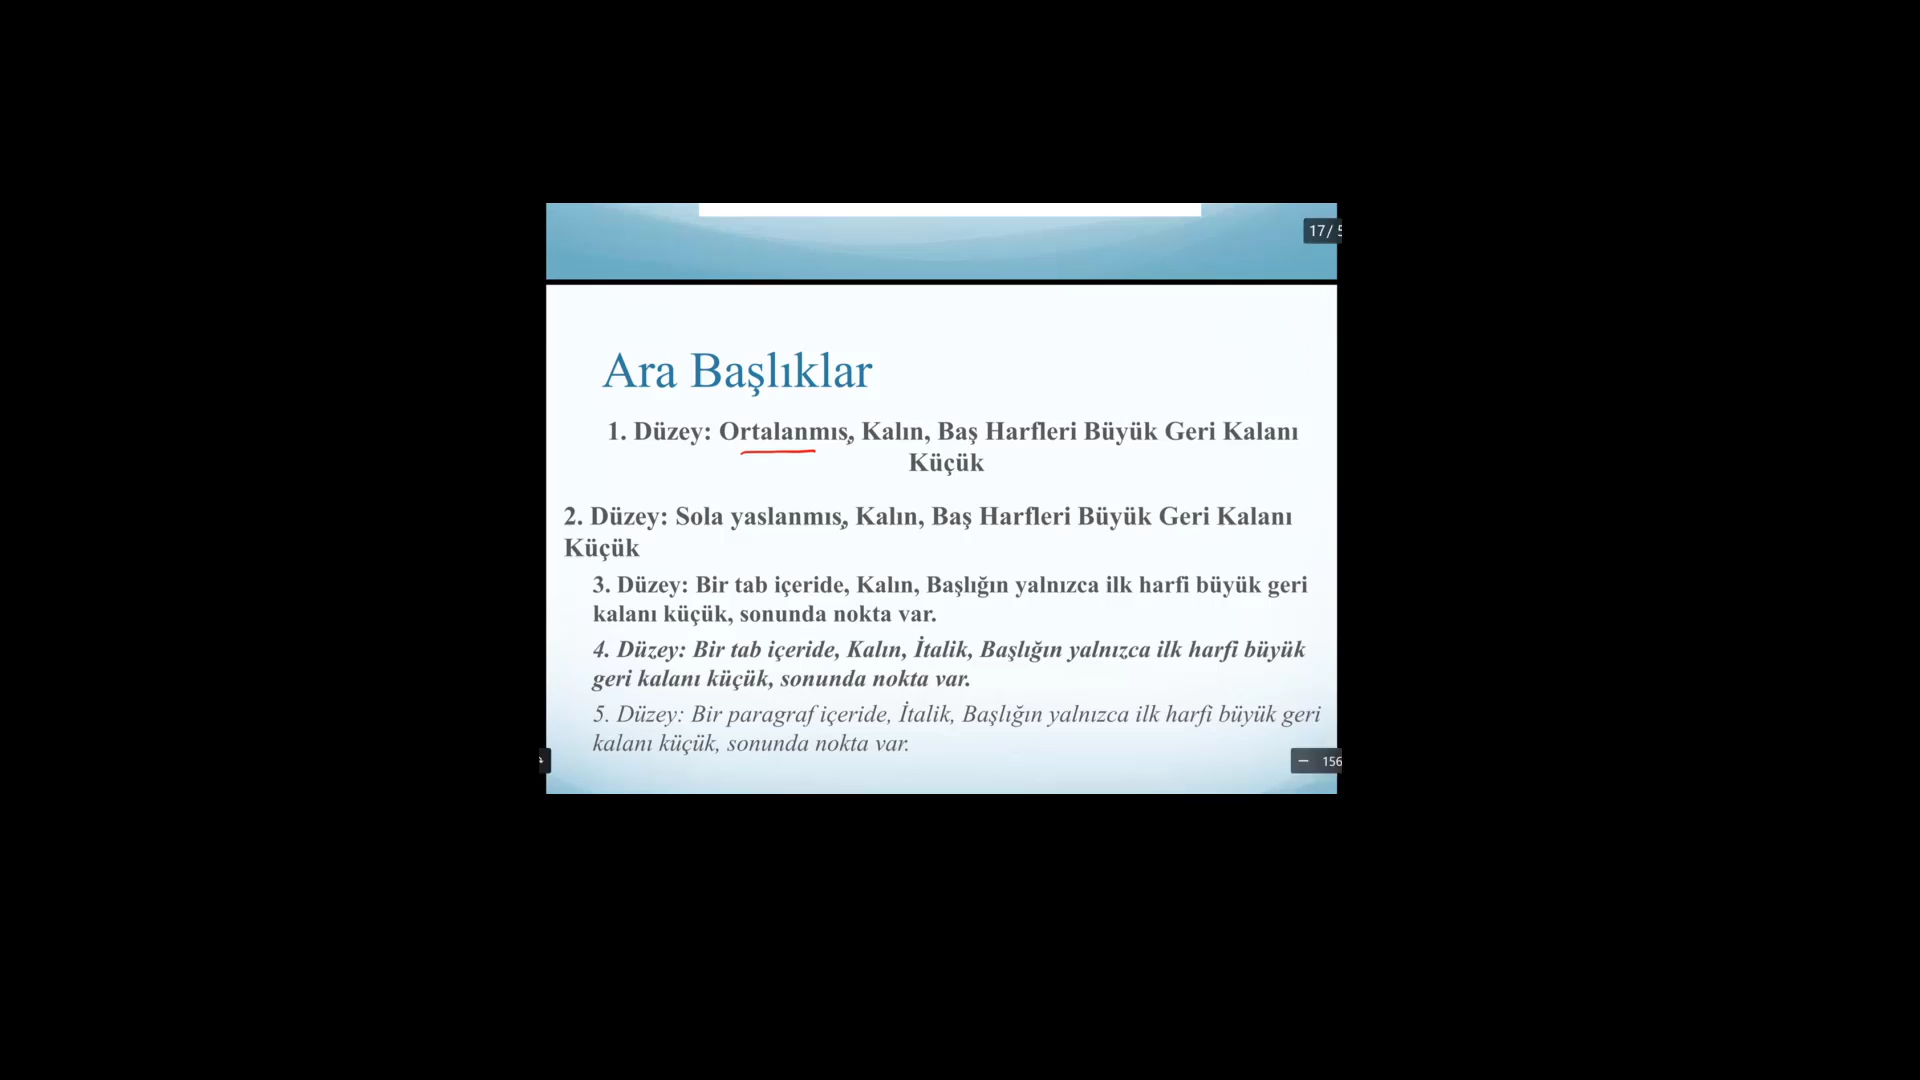 17/ 5
Ara Başlıklar
1. Düzey: Ortalanmış, Kalın, Baş Harfleri Büyük Geri Kalanı
Küçük
2. Düzey: Sola yaslanmış, Kalın, Baş Harfleri Büyük Geri Kalanı
Küçük
3. Düzey: Bir tab içeride, Kalın, Başlığın yalnızca ilk harfi büyük geri
kalanı küçük, sonunda nokta var.
4. Düzey: Bir tab içeride, Kalın, İtalik, Başlığın yalnızca ilk harfi büyük
geri kalanı küçük, sonunda nokta var.
5. Düzey: Bir paragraf içeride, İtalik, Başlığın yalnızca ilk harfi büyük geri
kalanı küçük, sonunda nokta var.
— 156